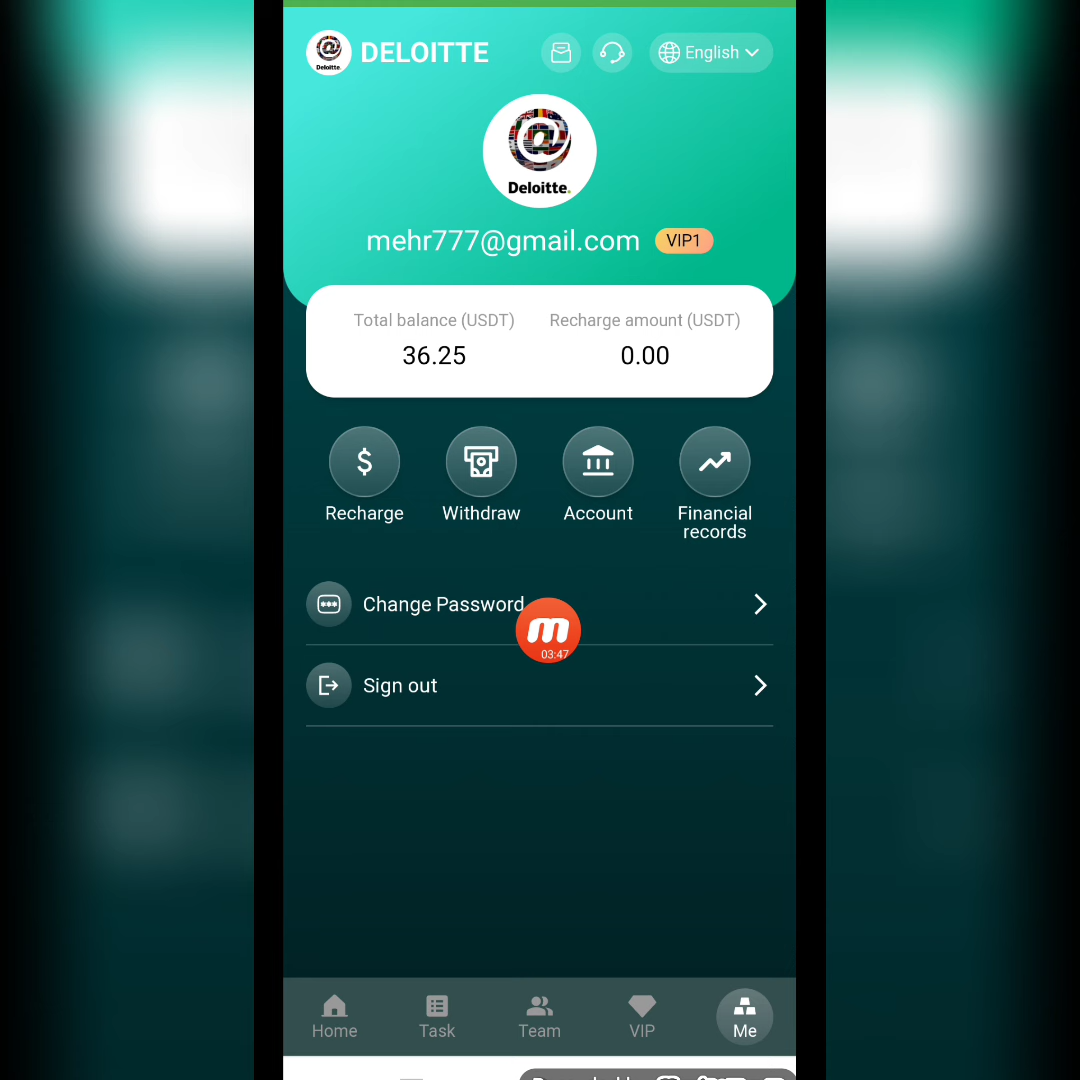 Deloitte.
DELOITTE
English
Deloitte.
mehr777@gmail.com
VIP1
Total balance (USDT)
Recharge amount (USDT)
36.25
0.00
$
Recharge
Withdraw
Account
Financial
records
***
Change Password
m
03:47
Sign out
Home
Task
Team
VIP
Me